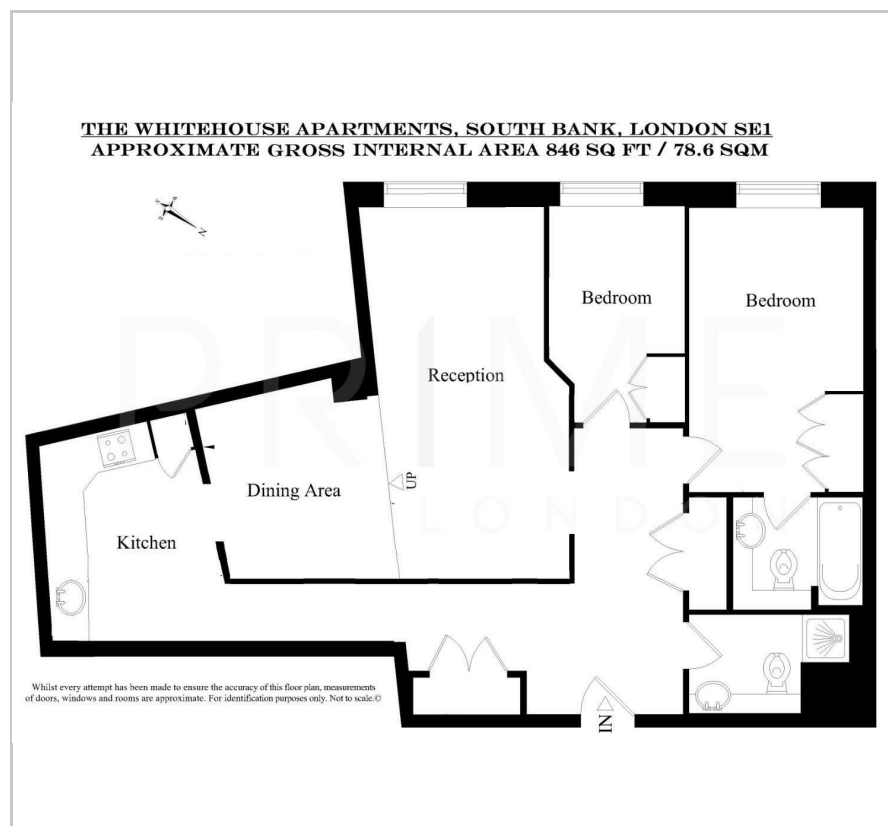 THE WHITEHOUSE APARTMENTS, SOUTH BANK, LONDON SE1
APPROXIMATE GROSS INTERNAL AREA 846 SQ FT / 78.6 SQM
N
Bedroom
Bedroom
PRIME
LONDON
Reception
UP
Dining Area
Kitchen
IN
Whilst every attempt has been made to ensure the accuracy of this floor plan, measurements
of doors, windows and rooms are approximate. For identification purposes only. Not to scale.©